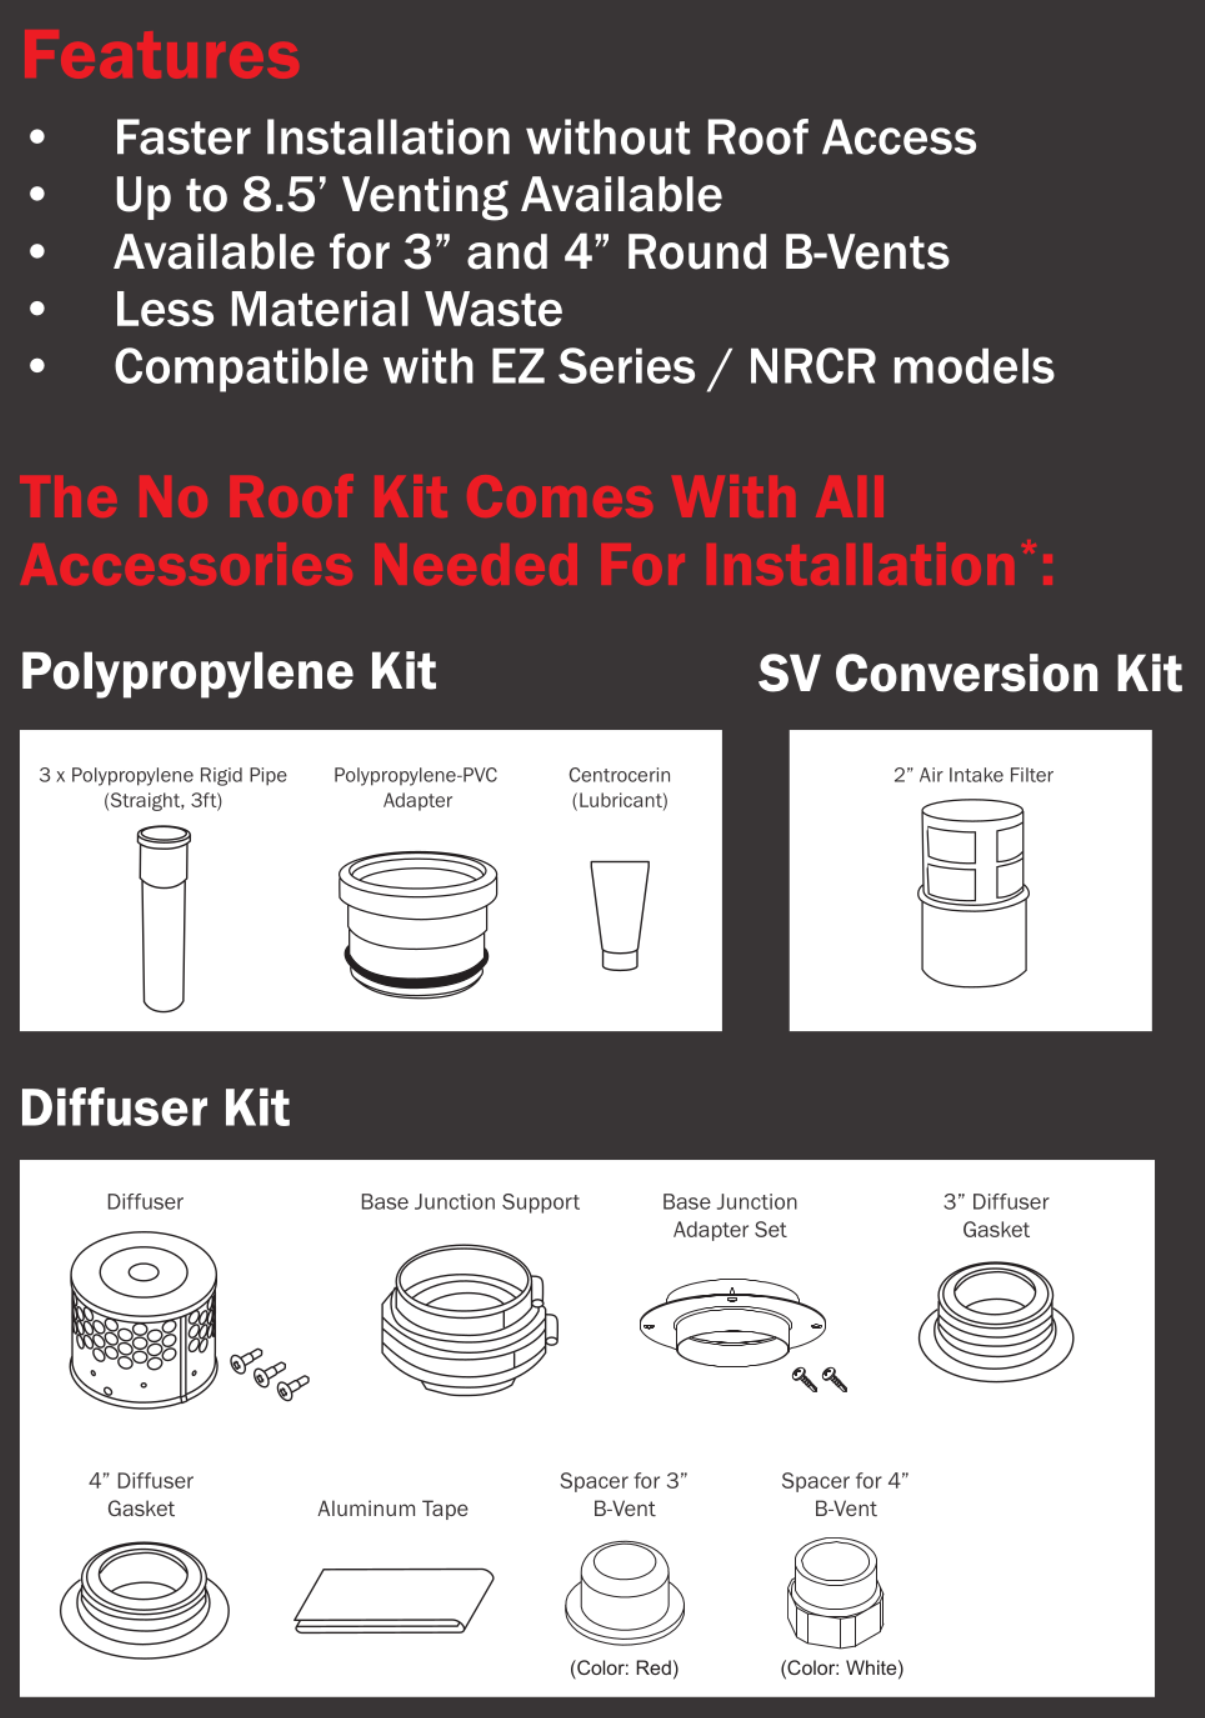 Features
• Faster Installation without Roof Access
• Up to 8.5’ Venting Available
• Available for 3” and 4” Round B-Vents
• Less Material Waste
• Compatible with EZ Series / NRCR models
The No Roof Kit Comes With All
Accessories Needed For Installation*:
Polypropylene Kit
3 x Polypropylene Rigid Pipe
(Straight, 3ft)
Polypropylene-PVC
Adapter
Centrocerin
(Lubricant)
SV Conversion Kit
2” Air Intake Filter
Diffuser Kit
Diffuser
Base Junction Support
Base Junction
Adapter Set
3” Diffuser
Gasket
4” Diffuser
Gasket
Aluminum Tape
Spacer for 3”
B-Vent
(Color: Red)
Spacer for 4”
B-Vent
(Color: White)